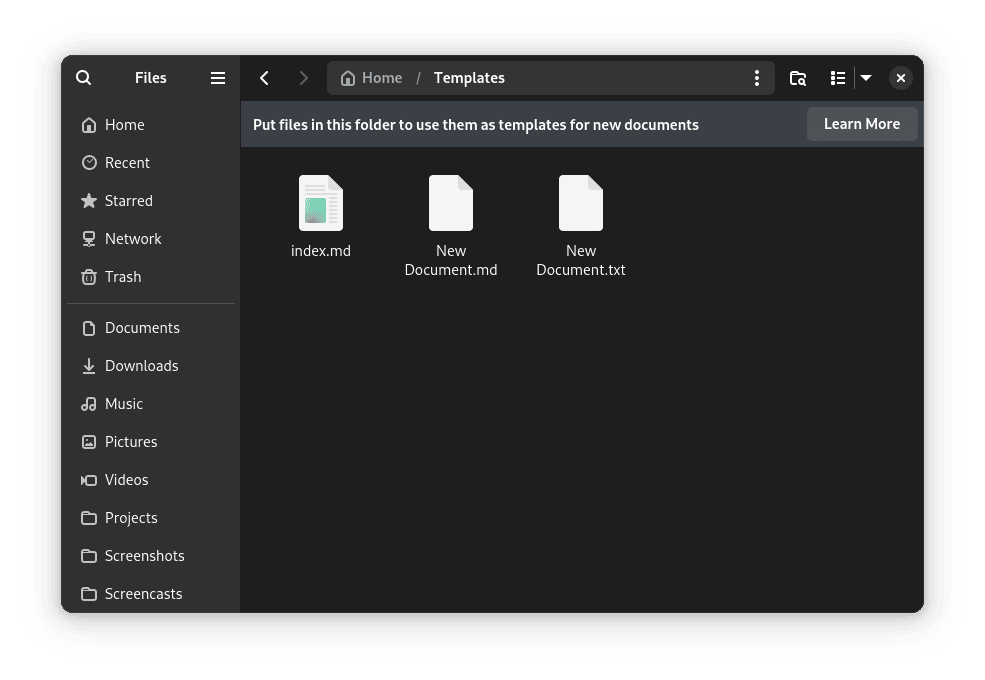 Files
Home / Templates
Home
Recent
Starred
Network
Trash
Documents
Downloads
Music
Pictures
Videos
Projects
Screenshots
Screencasts
Put files in this folder to use them as templates for new documents
Learn More
index.md
New
Document.md
New
Document.txt